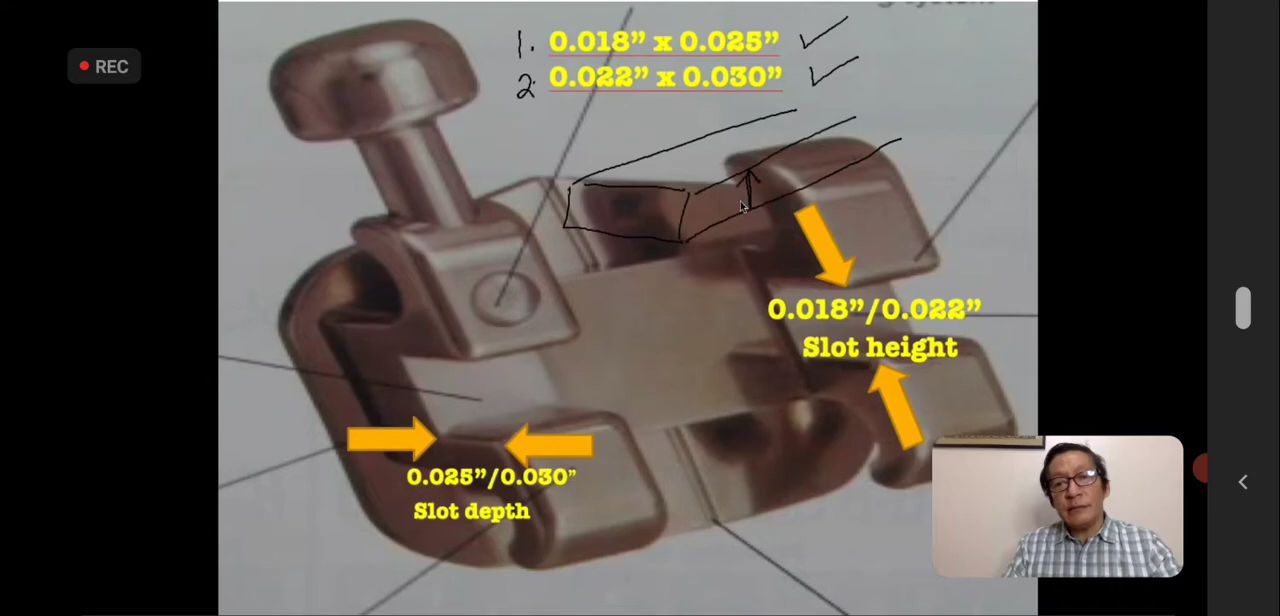 REC
1. 0.018” x 0.025”
2. 0.022” x 0.030”
0.018”/0.022”
Slot height
0.025”/0.030”
Slot depth